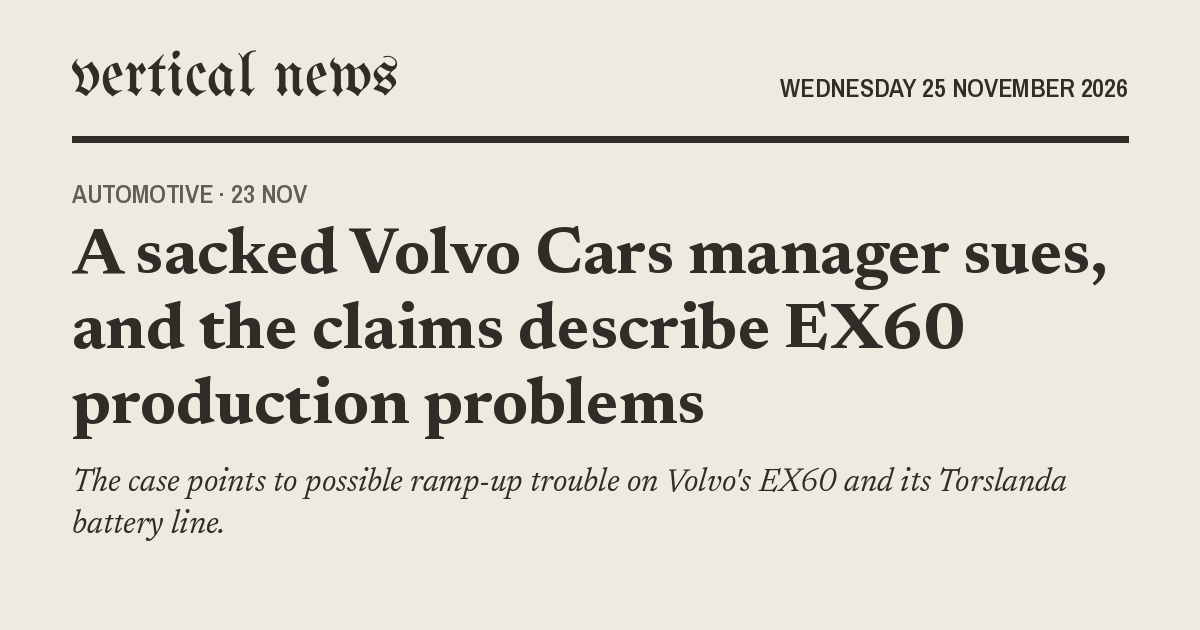 vertical news
WEDNESDAY 25 NOVEMBER 2026
AUTOMOTIVE · 23 NOV
A sacked Volvo Cars manager sues,
and the claims describe EX60
production problems
The case points to possible ramp-up trouble on Volvo's EX60 and its Torslanda
battery line.